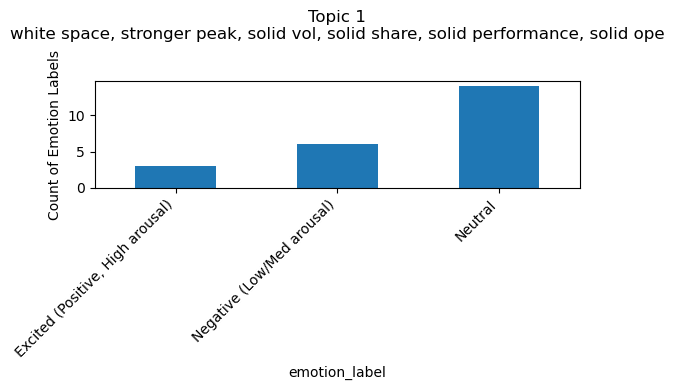 Topic 1
white space, stronger peak, solid vol, solid share, solid performance, solid ope
Count of Emotion Labels
10
5
0
Excited (Positive, High arousal)
Negative (Low/Med arousal)
Neutral
emotion_label